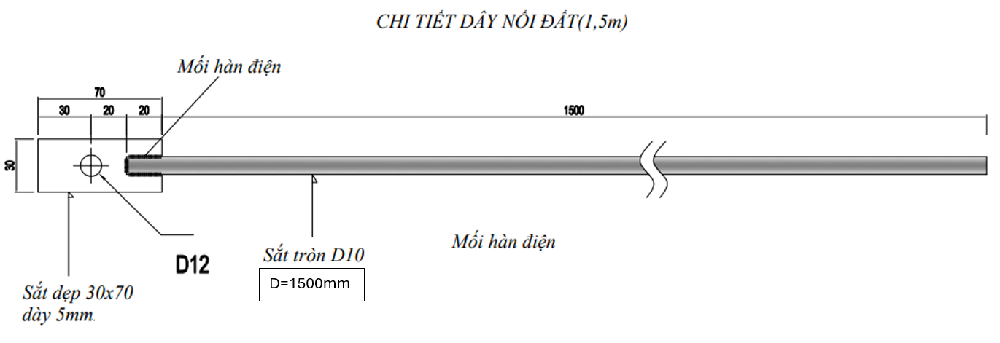 CHI TIẾT DÂY NỐI ĐẤT(1,5m)
Mối hàn điện
70
30
20
20
1500
30
D12
Sắt tròn D10
D=1500mm
Mối hàn điện
Sắt dẹp 30x70
dày 5mm.